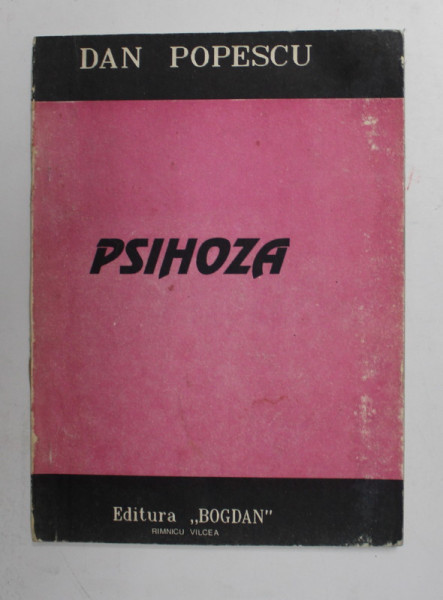 DAN POPESCU
PSIHOZA
Editura „BOGDAN"
RIMNICU VILCEA